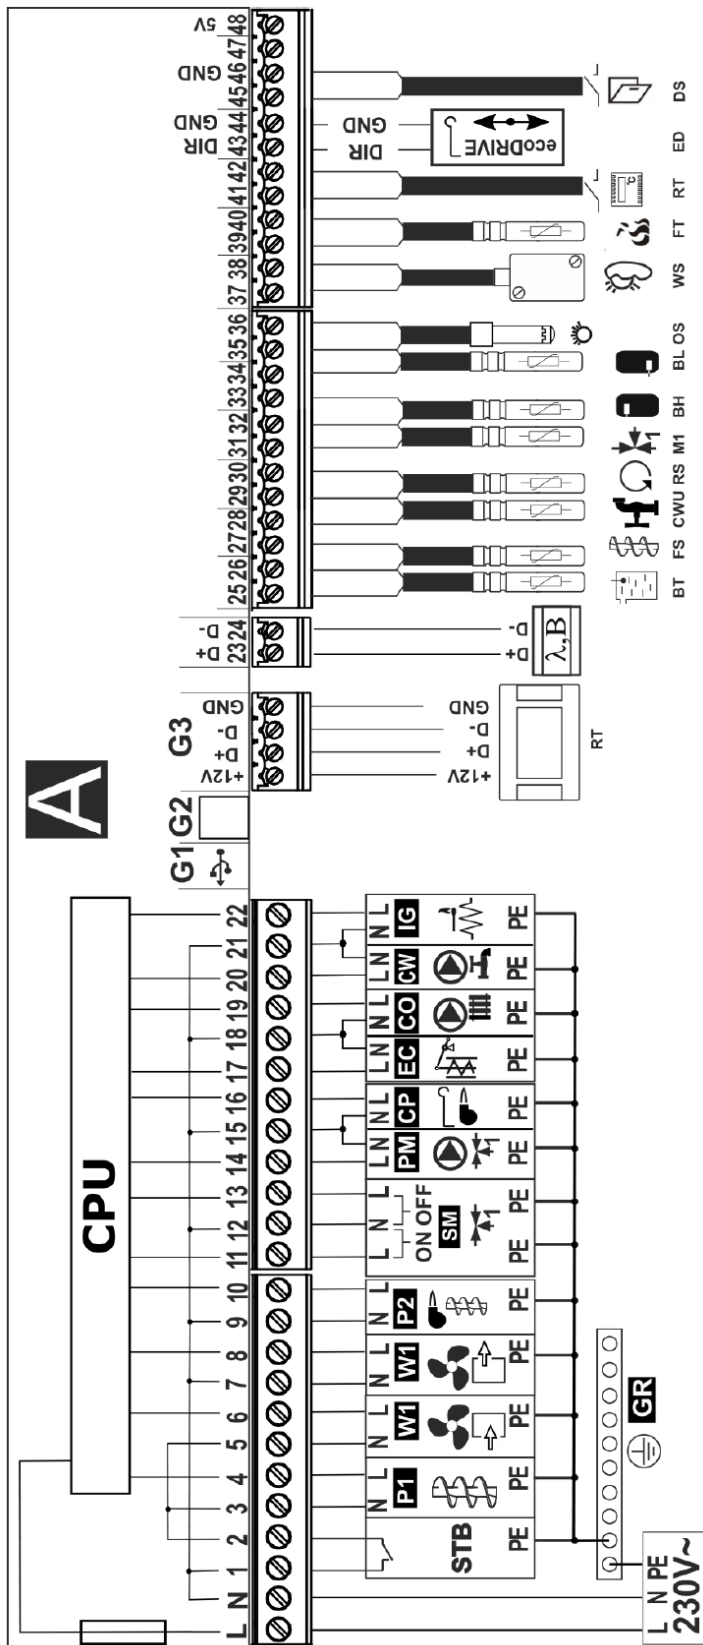 A
CPU
L N 1 2 3 4 5 6 7 8 9 10 11 12 13 14 15 16 17 18 19 20 21 22
G1 G2 G3
+12V D+ D- GND
D+ D-
23 24
DIR GND GND 5V
25 26 27 28 29 30 31 32 33 34 35 36 37 38 39 40 41 42 43 44 45 46 47 48
DIR GND
N L N L N L N L L N L L N N L L N N L L N N L
ON OFF
STB P1 W1 W1 P2 SM PM CP EC CO CW IG
1 1
PE PE PE PE PE PE PE PE PE PE PE PE PE
+12V D+ D- GND
D+ D-
λ,B
ecoDRIVE
°C
RT
1
BT FS CWU RS M1 BH BL OS WS FT RT ED DS
GR
L N PE
230V~